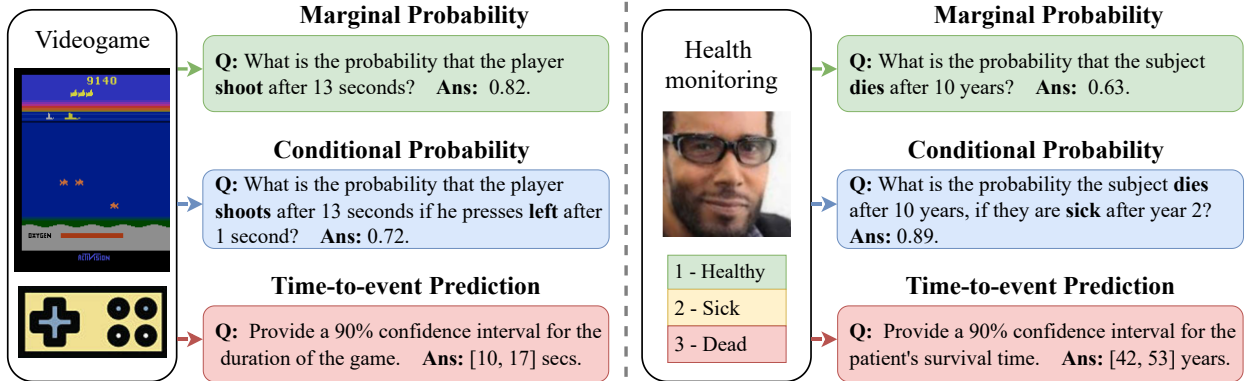 Videogame
9140
OXYGEN
ACTIVISION
Marginal Probability
Q: What is the probability that the player
shoot after 13 seconds? Ans: 0.82.
Conditional Probability
Q: What is the probability that the player
shoots after 13 seconds if he presses left after
1 second? Ans: 0.72.
Time-to-event Prediction
Q: Provide a 90% confidence interval for the
duration of the game. Ans: [10, 17] secs.
Health
monitoring
1 - Healthy
2 - Sick
3 - Dead
Marginal Probability
Q: What is the probability that the subject
dies after 10 years? Ans: 0.63.
Conditional Probability
Q: What is the probability the subject dies
after 10 years, if they are sick after year 2?
Ans: 0.89.
Time-to-event Prediction
Q: Provide a 90% confidence interval for the
patient's survival time. Ans: [42, 53] years.